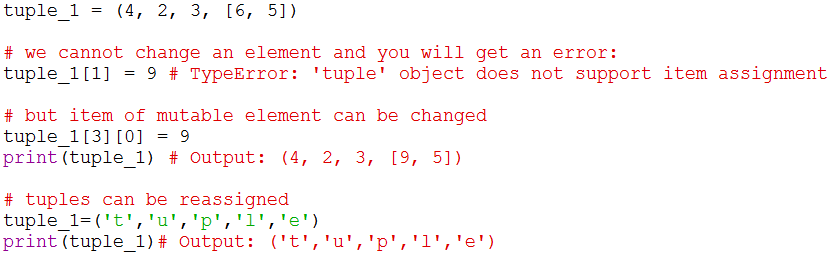 tuple_1 = (4, 2, 3, [6, 5])
# we cannot change an element and you will get an error:
tuple_1[1] = 9 # TypeError: 'tuple' object does not support item assignment
# but item of mutable element can be changed
tuple_1[3][0] = 9
print(tuple_1) # Output: (4, 2, 3, [9, 5])
# tuples can be reassigned
tuple_1=('t','u','p','l','e')
print(tuple_1)# Output: ('t','u','p','l','e')